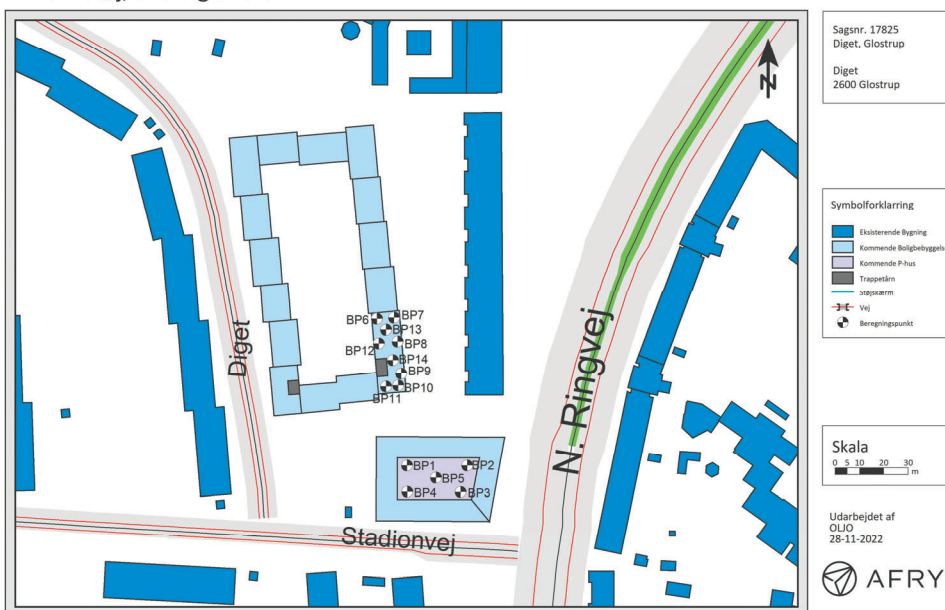 Sagsnr. 17825
Diget, Glostrup
Diget
2600 Glostrup
N
BP6
BP7
BP13
BP12
BP8
BP14
BP9
BP10
BP11
Diget
N. Ringvej
BP1
BP2
BP5
BP4
BP3
Stadionvej
Symbolforklarring
Eksisterende Bygning
Kommende Boligbebyggelse
Kommende P-hus
Trappetårn
Støjskærm
Vej
Beregningspunkt
Skala
0 5 10 20 30
m
Udarbejdet af
OLJO
28-11-2022
AFRY